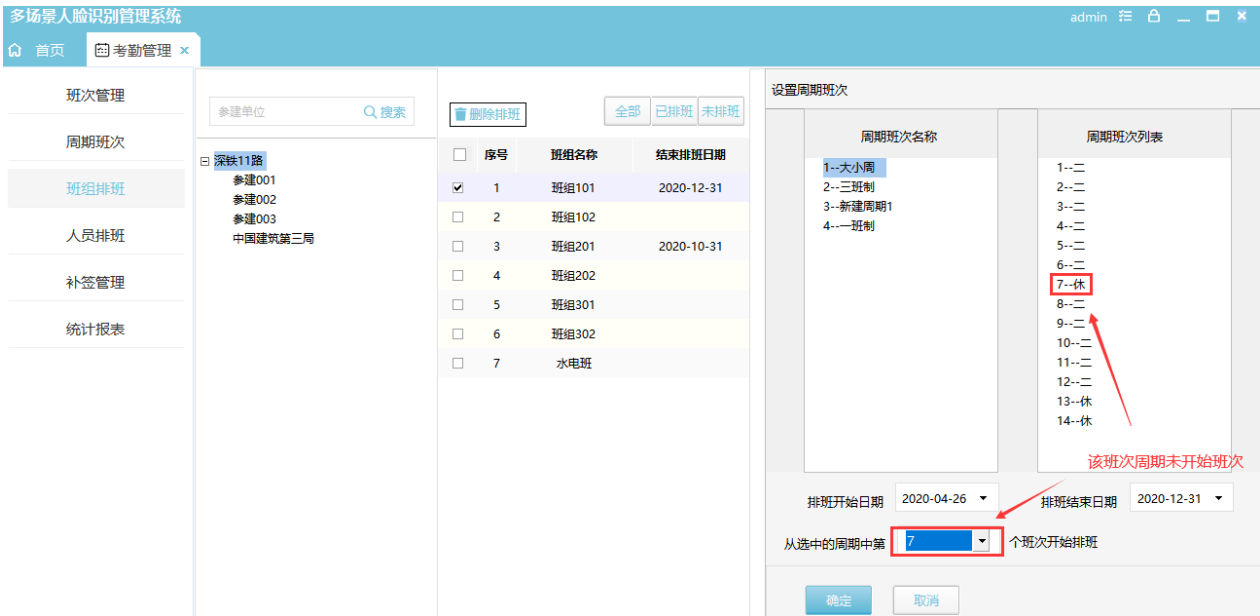 多场景人脸识别管理系统
admin
首页
考勤管理 ×
班次管理
周期班次
班组排班
人员排班
补签管理
统计报表
参建单位 搜索
深铁11路
参建001
参建002
参建003
中国建筑第三局
删除排班 全部 已排班 未排班
序号 班组名称 结束排班日期
1 班组101 2020-12-31
2 班组102
3 班组201 2020-10-31
4 班组202
5 班组301
6 班组302
7 水电班
设置周期班次
周期班次名称
1--大小周
2--三班制
3--新建周期1
4--一班制
周期班次列表
1--二
2--二
3--二
4--二
5--二
6--二
7--休
8--二
9--二
10--二
11--二
12--二
13--休
14--休
该班次周期未开始班次
排班开始日期 2020-04-26 排班结束日期 2020-12-31
从选中的周期中第 7 个班次开始排班
确定 取消